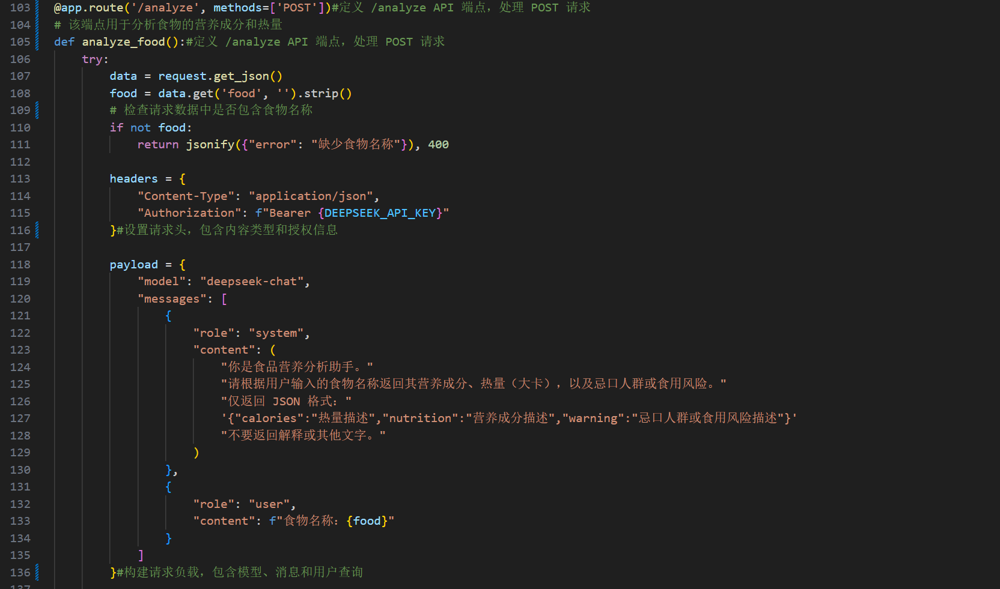 103 @app.route('/analyze', methods=['POST'])#定义 /analyze API 端点，处理 POST 请求
104 # 该端点用于分析食物的营养成分和热量
105 def analyze_food():#定义 /analyze API 端点，处理 POST 请求
106     try:
107         data = request.get_json()
108         food = data.get('food', '').strip()
109         # 检查请求数据中是否包含食物名称
110         if not food:
111             return jsonify({"error": "缺少食物名称"}), 400
112
113         headers = {
114             "Content-Type": "application/json",
115             "Authorization": f"Bearer {DEEPSEEK_API_KEY}"
116         }#设置请求头，包含内容类型和授权信息
117
118         payload = {
119             "model": "deepseek-chat",
120             "messages": [
121                 {
122                     "role": "system",
123                     "content": (
124                         "你是食品营养分析助手。"
125                         "请根据用户输入的食物名称返回其营养成分、热量（大卡），以及忌口人群或食用风险。"
126                         "仅返回 JSON 格式："
127                         '{"calories":"热量描述","nutrition":"营养成分描述","warning":"忌口人群或食用风险描述"}'
128                         "不要返回解释或其他文字。"
129                     )
130                 },
131                 {
132                     "role": "user",
133                     "content": f"食物名称：{food}"
134                 }
135             ]
136         }#构建请求负载，包含模型、消息和用户查询
137